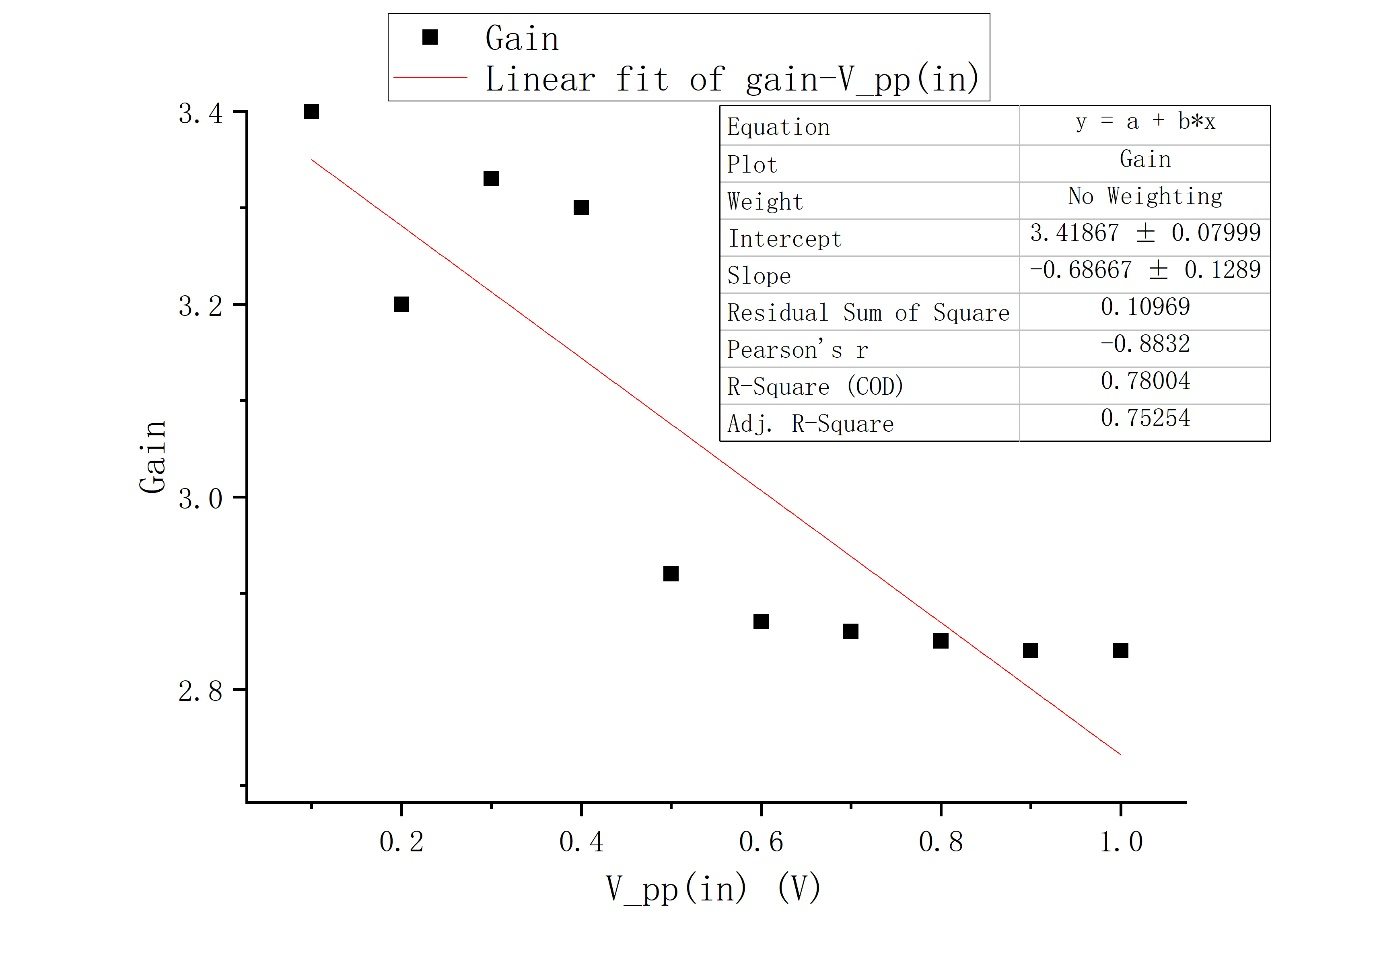 Gain
Linear fit of gain-V_pp(in)
3.4
3.2
3.0
2.8
Gain
Equation y = a + b*x
Plot Gain
Weight No Weighting
Intercept 3.41867 ± 0.07999
Slope -0.68667 ± 0.1289
Residual Sum of Square 0.10969
Pearson's r -0.8832
R-Square (COD) 0.78004
Adj. R-Square 0.75254
0.2 0.4 0.6 0.8 1.0
V_pp(in) (V)